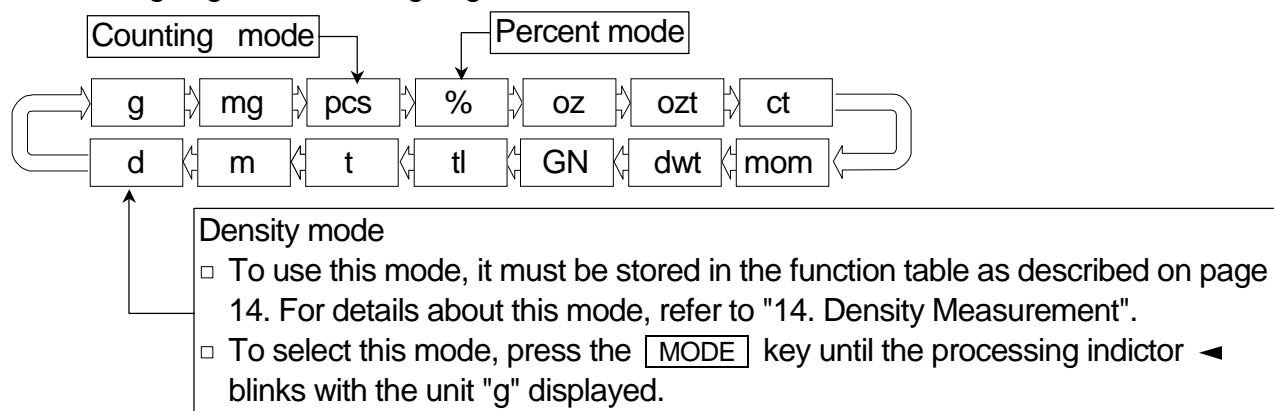 Counting mode Percent mode
g mg pcs % oz ozt ct
d m t tl GN dwt mom
Density mode
□ To use this mode, it must be stored in the function table as described on page
14. For details about this mode, refer to "14. Density Measurement".
□ To select this mode, press the MODE key until the processing indictor ◄
blinks with the unit "g" displayed.